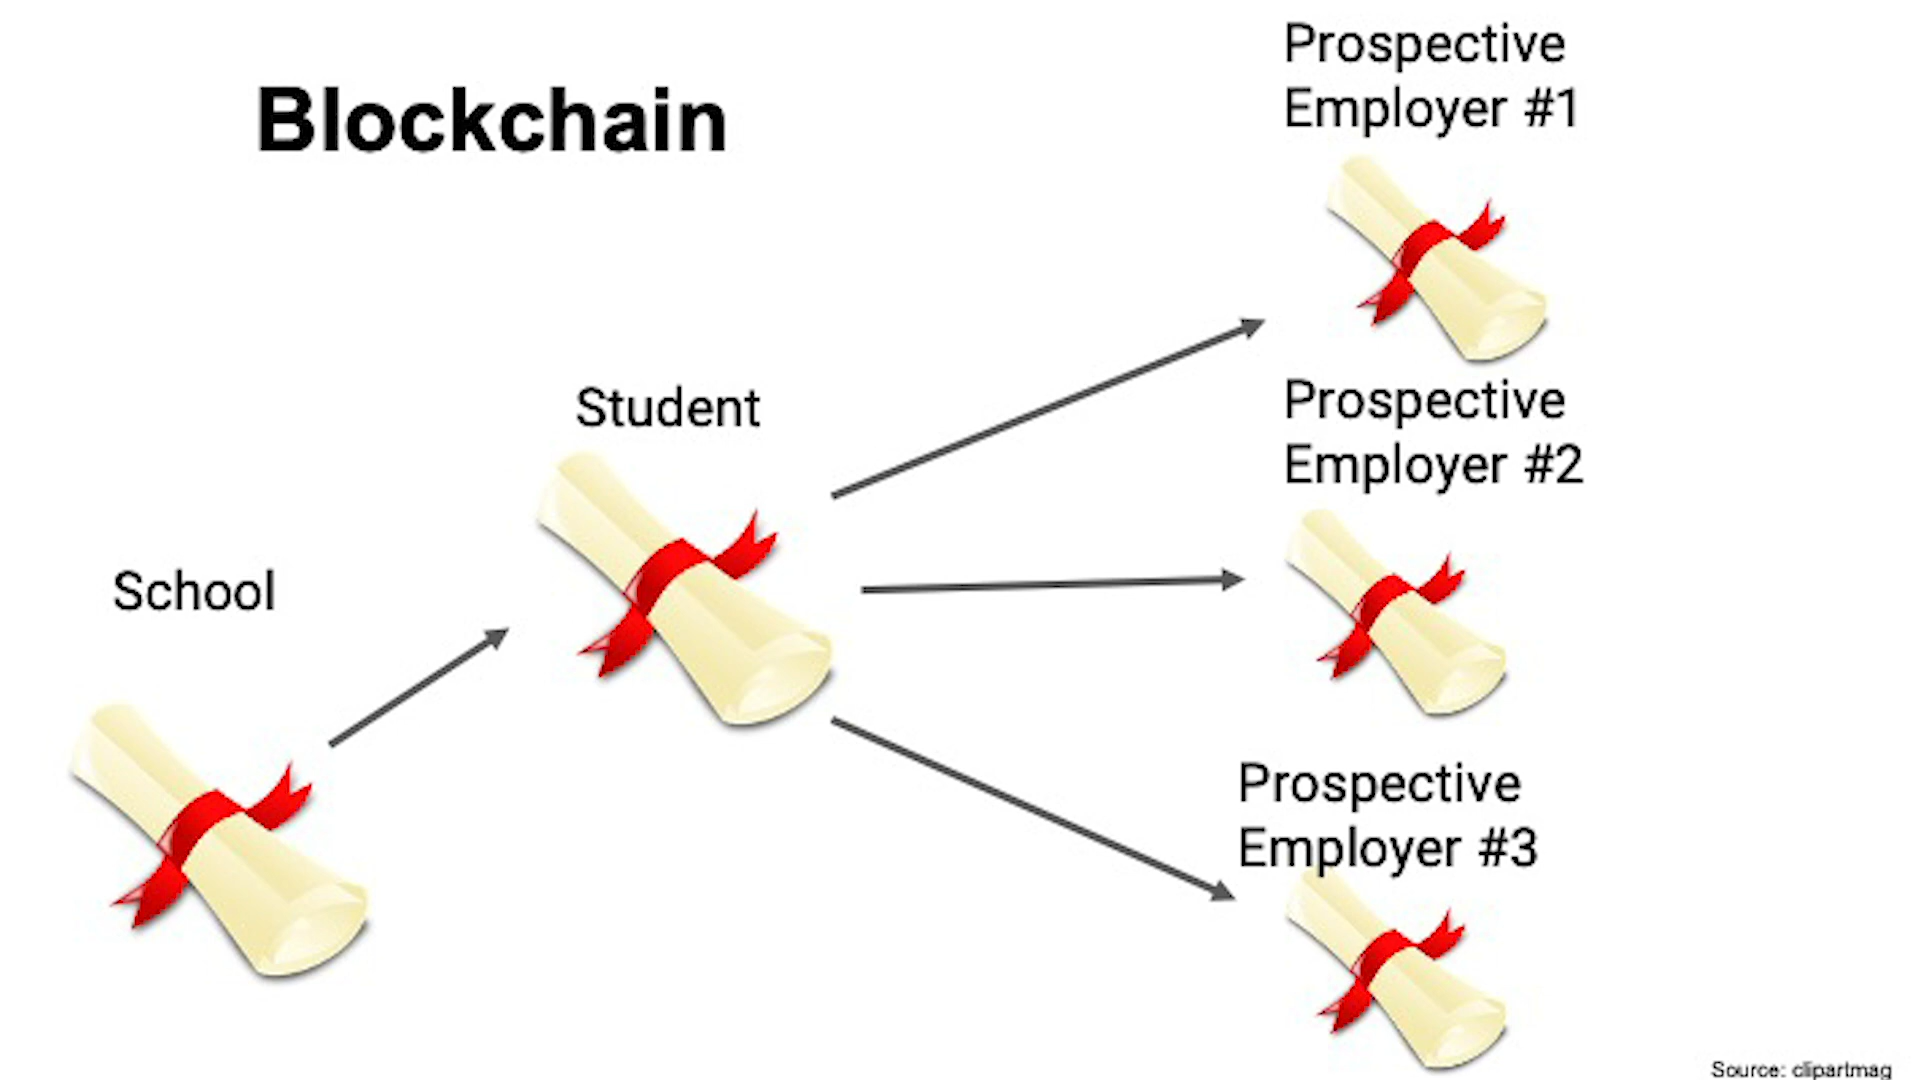 Blockchain
Prospective
Employer #1
Student
Prospective
Employer #2
School
Prospective
Employer #3
Source: clipartmag